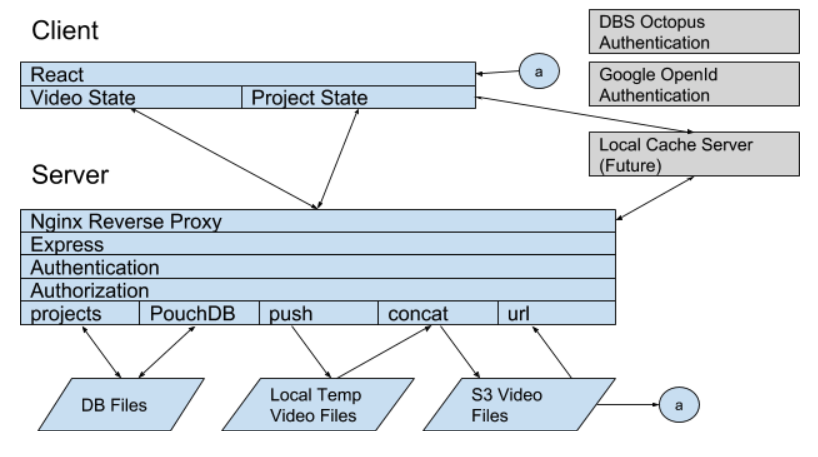 Client
DBS Octopus
Authentication
Google OpenId
Authentication
a
React
Video State
Project State
Local Cache Server
(Future)
Server
Nginx Reverse Proxy
Express
Authentication
Authorization
projects
PouchDB
push
concat
url
DB Files
Local Temp
Video Files
S3 Video
Files
a